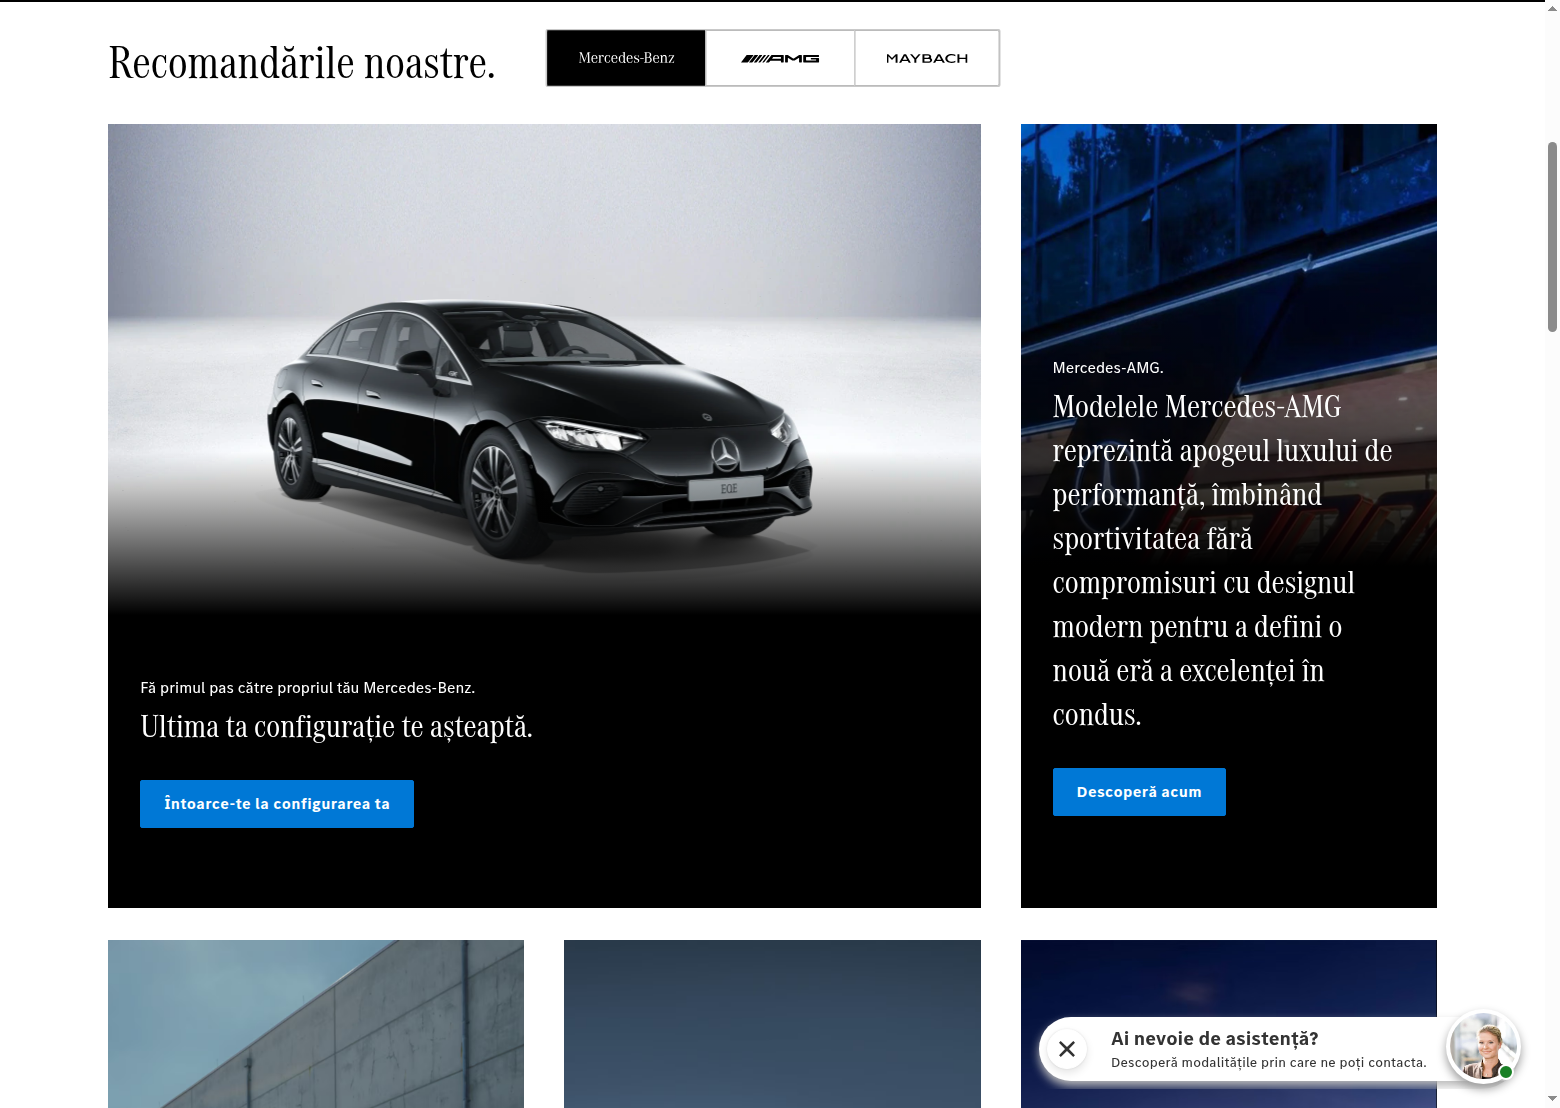 Recomandările noastre.
Mercedes-Benz
AMG
MAYBACH
EQE
Fă primul pas către propriul tău Mercedes-Benz.
Ultima ta configurație te așteaptă.
Întoarce-te la configurarea ta
Mercedes-AMG.
Modelele Mercedes-AMG
reprezintă apogeul luxului de
performanță, îmbinând
sportivitatea fără
compromisuri cu designul
modern pentru a defini o
nouă eră a excelenței în
condus.
Descoperă acum
Ai nevoie de asistență?
Descoperă modalitățile prin care ne poți contacta.